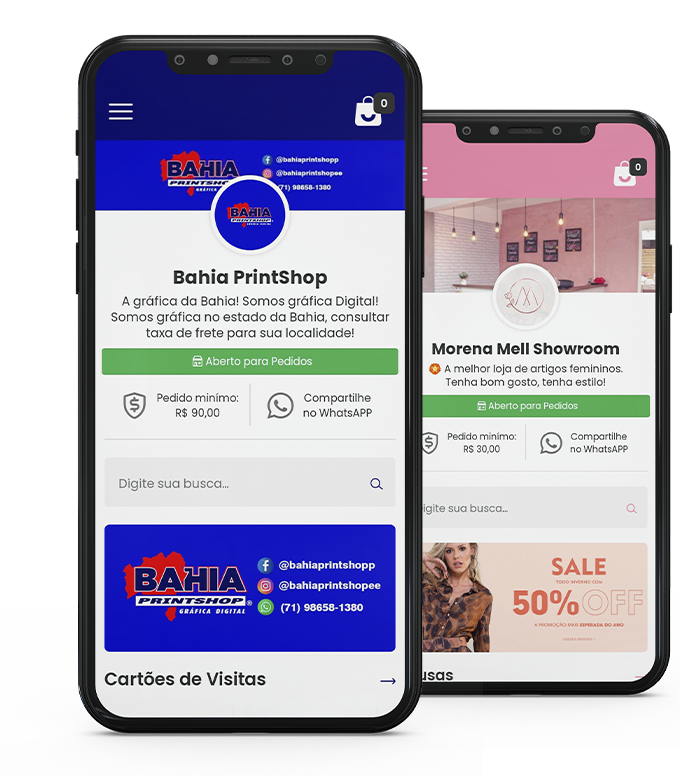 0
BAHIA
PRINTSHOP
GRÁFICA
@bahiaprintshopp
@bahiaprintshopee
71) 98658-1380
BAHIA
PRINTSHOP
Bahia PrintShop
A gráfica da Bahia! Somos gráfica Digital!
Somos gráfica no estado da Bahia, consultar
taxa de frete para sua localidade!
Aberto para Pedidos
Pedido minímo:
R$ 90,00
Compartilhe
no WhatsAPP
Digite sua busca...
BAHIA
PRINTSHOP®
GRÁFICA DIGITAL
@bahiaprintshopp
@bahiaprintshopee
(71) 98658-1380
Cartões de Visitas
0
Morena Mell Showroom
A melhor loja de artigos femininos.
Tenha bom gosto, tenha estilo!
Aberto para Pedidos
Pedido minímo:
R$ 30,00
Compartilhe
no WhatsAPP
igite sua busca...
SALE
TODO INVERNO COM
50%OFF
A PROMOÇÃO MAIS ESPERADA DO ANO
usas